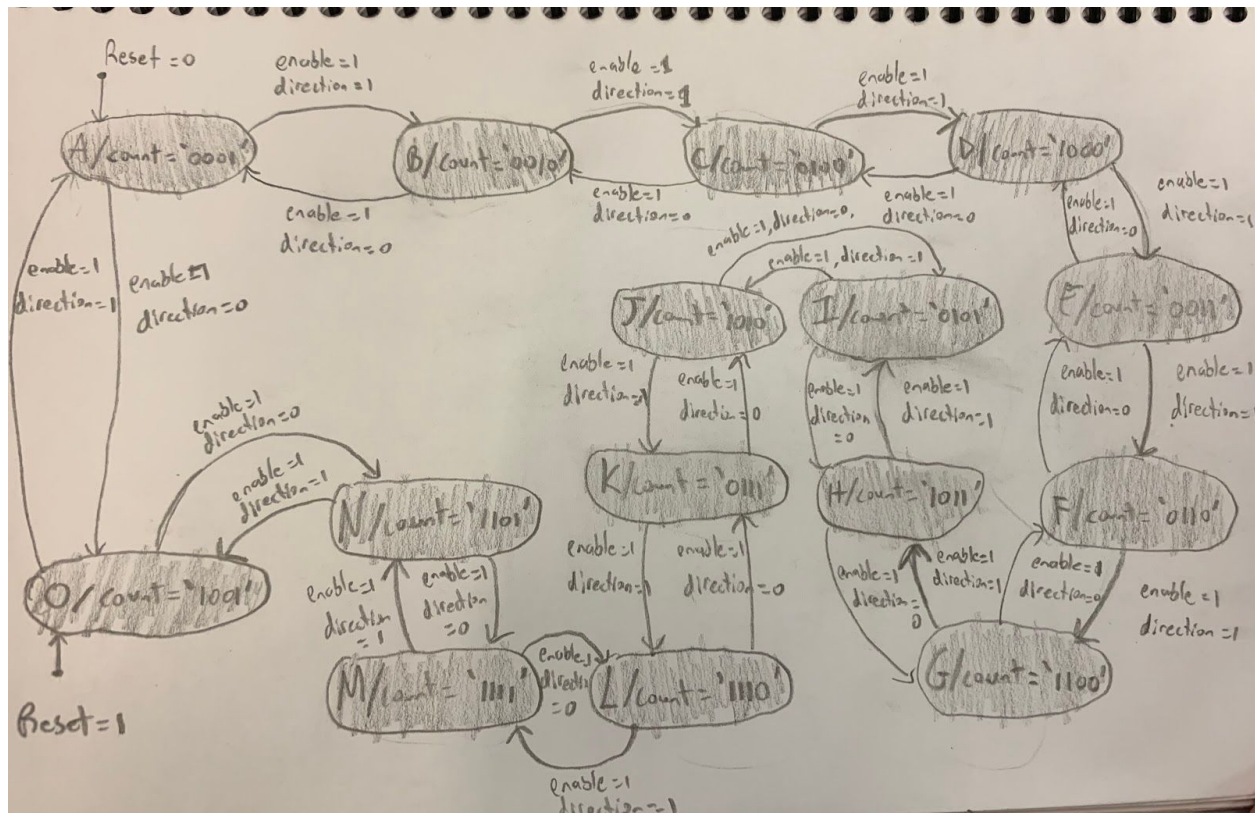 Reset=0
enable=1
direction=1
enable=1
direction=1
enable=1
direction=1
A/count='0001'
B/count='0010'
C/count='0100'
D/count='1000'
enable=1
direction=0
enable=1
direction=0
enable=1
direction=0
enable=1
direction=0
enable=1
direction=1
enable=1, direction=0,
enable=1, direction=1
enable=1
direction=1
enable=1
direction=0
J/count='1010'
I/count='0101'
E/count='0011'
enable=1
direction=1
enable=1
direction=0
enable=1
direction
=0
enable=1
direction=1
enable=1
direction=0
enable=1
direction=
enable=1
direction=0
enable=1
direction=1
K/count='0111'
H/count='1011'
F/count='0110'
N/count='1101'
enable=1
direction=1
enable=1
direction=0
enable=1
direction=
0
enable=1
direction=1
enable=1
direction=0
enable=1
direction=1
O/count='1001'
enable=1
direction
=1
enable=1
direction
=0
M/count='1111'
enable=1
direction
=0
L/count='1110'
G/count='1100'
Reset=1
enable=1
direction=1